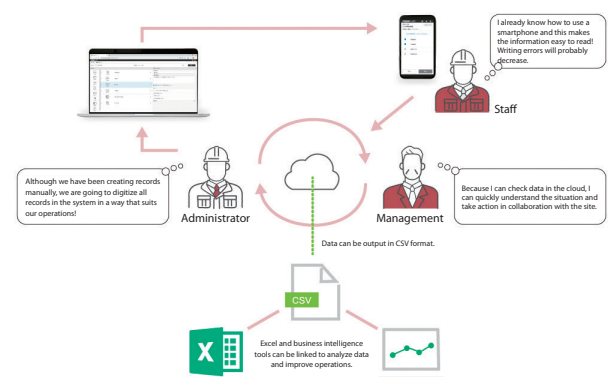 I already know how to use a
smartphone and this makes
the information easy to read!
Writing errors will probably
decrease.
Staff
Although we have been creating records
manually, we are going to digitize all
records in the system in a way that suits
our operations!
Administrator
Management
Because I can check data in the cloud, I
can quickly understand the situation and
take action in collaboration with the site.
Data can be output in CSV format.
CSV
X
Excel and business intelligence
tools can be linked to analyze data
and improve operations.